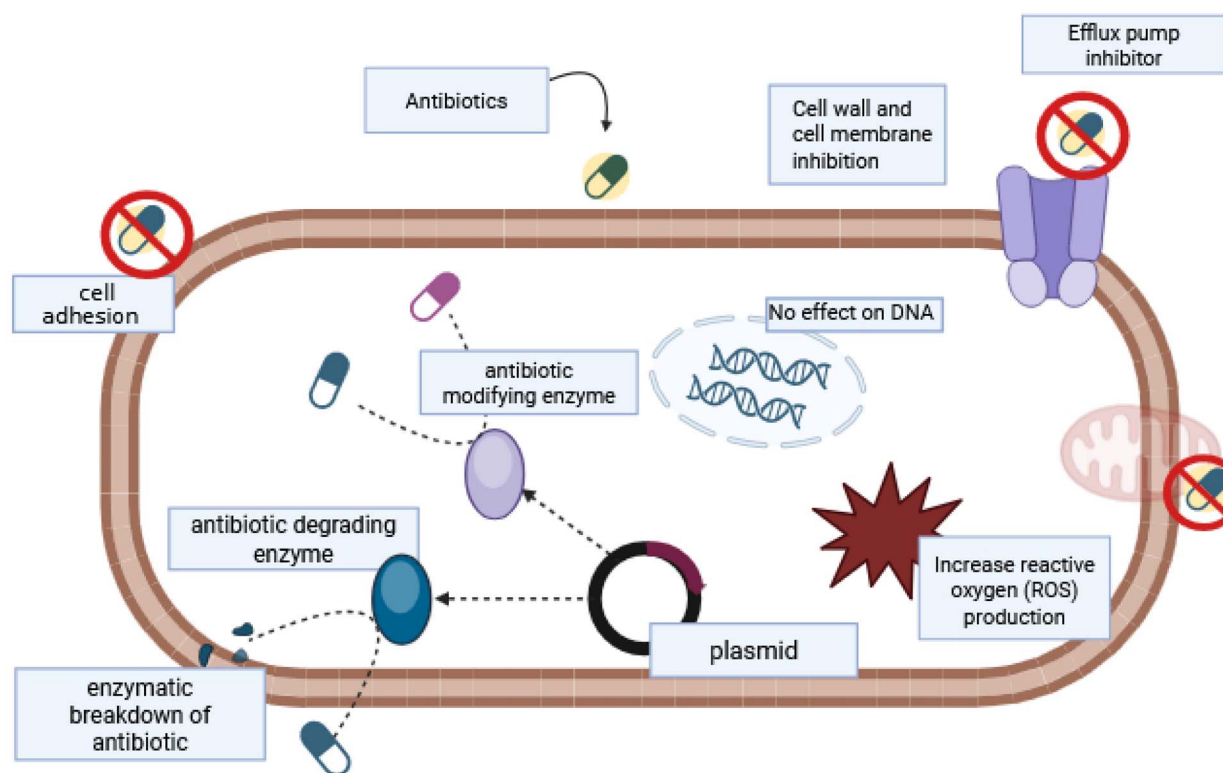 Efflux pump
inhibitor
Antibiotics
Cell wall and
cell membrane
inhibition
cell
adhesion
No effect on DNA
antibiotic
modifying enzyme
antibiotic degrading
enzyme
Increase reactive
oxygen (ROS)
production
plasmid
enzymatic
breakdown of
antibiotic